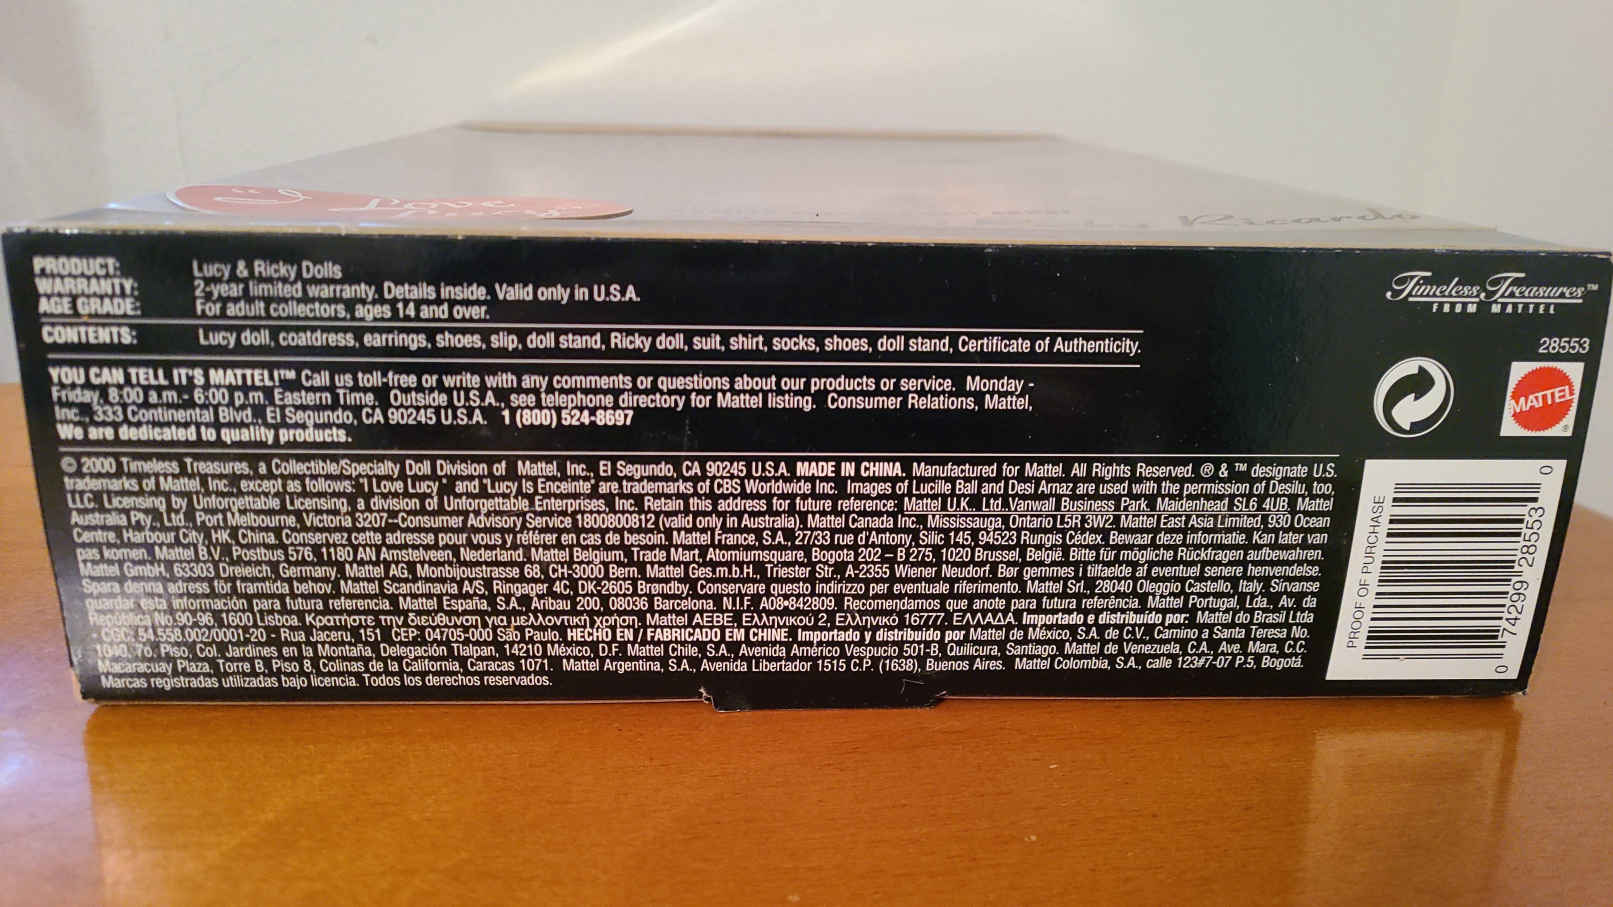 Love
Ricardo
PRODUCT: Lucy & Ricky Dolls
WARRANTY: 2-year limited warranty. Details inside. Valid only in U.S.A.
AGE GRADE: For adult collectors, ages 14 and over.
CONTENTS: Lucy doll, coatdress, earrings, shoes, slip, doll stand, Ricky doll, suit, shirt, socks, shoes, doll stand, Certificate of Authenticity.
YOU CAN TELL IT'S MATTEL!™ Call us toll-free or write with any comments or questions about our products or service. Monday -
Friday, 8:00 a.m.- 6:00 p.m. Eastern Time. Outside U.S.A., see telephone directory for Mattel listing. Consumer Relations, Mattel,
Inc., 333 Continental Blvd., El Segundo, CA 90245 U.S.A. 1 (800) 524-8697
We are dedicated to quality products.
© 2000 Timeless Treasures, a Collectible/Specialty Doll Division of Mattel, Inc., El Segundo, CA 90245 U.S.A. MADE IN CHINA. Manufactured for Mattel. All Rights Reserved. ® & ™ designate U.S.
trademarks of Mattel, Inc., except as follows: "I Love Lucy" and "Lucy Is Enceinte" are trademarks of CBS Worldwide Inc. Images of Lucille Ball and Desi Arnaz are used with the permission of Desilu, too,
LLC. Licensing by Unforgettable Licensing, a division of Unforgettable Enterprises, Inc. Retain this address for future reference: Mattel U.K., Ltd., Vanwall Business Park, Maidenhead SL6 4UB. Mattel
Australia Pty., Ltd., Port Melbourne, Victoria 3207--Consumer Advisory Service 1800800812 (valid only in Australia). Mattel Canada Inc., Mississauga, Ontario L5R 3W2. Mattel East Asia Limited, 930 Ocean
Centre, Harbour City, HK, China. Conservez cette adresse pour vous y référer en cas de besoin. Mattel France, S.A., 27/33 rue d'Antony, Silic 145, 94523 Rungis Cédex. Bewaar deze informatie. Kan later van
pas komen. Mattel B.V., Postbus 576, 1180 AN Amstelveen, Nederland. Mattel Belgium, Trade Mart, Atomiumsquare, Bogota 202 – B 275, 1020 Brussel, België. Bitte für mögliche Rückfragen aufbewahren.
Mattel GmbH, 63303 Dreieich, Germany. Mattel AG, Monbijoustrasse 68, CH-3000 Bern. Mattel Ges.m.b.H., Triester Str., A-2355 Wiener Neudorf. Bør gemmes i tilfælde af eventuel senere henvendelse.
Spara denna adress för framtida behov. Mattel Scandinavia A/S, Ringager 4C, DK-2605 Brøndby. Conservare questo indirizzo per eventuale riferimento. Mattel Srl., 28040 Oleggio Castello, Italy. Sírvanse
guardar esta información para futura referencia. Mattel España, S.A., Aribau 200, 08036 Barcelona. N.I.F. A08•842809. Recomendamos que anote para futura referência. Mattel Portugal, Lda., Av. da
República No.90-96, 1600 Lisboa. Κρατήστε την διεύθυνση για μελλοντική χρήση. Mattel AEBE, Ελληνικού 2, Ελληνικό 16777. ΕΛΛΑΔΑ. Importado e distribuído por: Mattel do Brasil Ltda
- CGC: 54.558.002/0001-20 - Rua Jaceru, 151 CEP: 04705-000 São Paulo. HECHO EN / FABRICADO EM CHINE. Importado y distribuido por Mattel de México, S.A. de C.V., Camino a Santa Teresa No.
1040, 7o. Piso, Col. Jardines en la Montaña, Delegación Tlalpan, 14210 México, D.F. Mattel Chile, S.A., Avenida Américo Vespucio 501-B, Quilicura, Santiago. Mattel de Venezuela, C.A., Ave. Mara, C.C.
Macaracuay Plaza, Torre B, Piso 8, Colinas de la California, Caracas 1071. Mattel Argentina, S.A., Avenida Libertador 1515 C.P. (1638), Buenos Aires. Mattel Colombia, S.A., calle 123#7-07 P.5, Bogotá.
Marcas registradas utilizadas bajo licencia. Todos los derechos reservados.
Timeless Treasures™
FROM MATTEL
28553
MATTEL®
PROOF OF PURCHASE
0 74299 28553 0